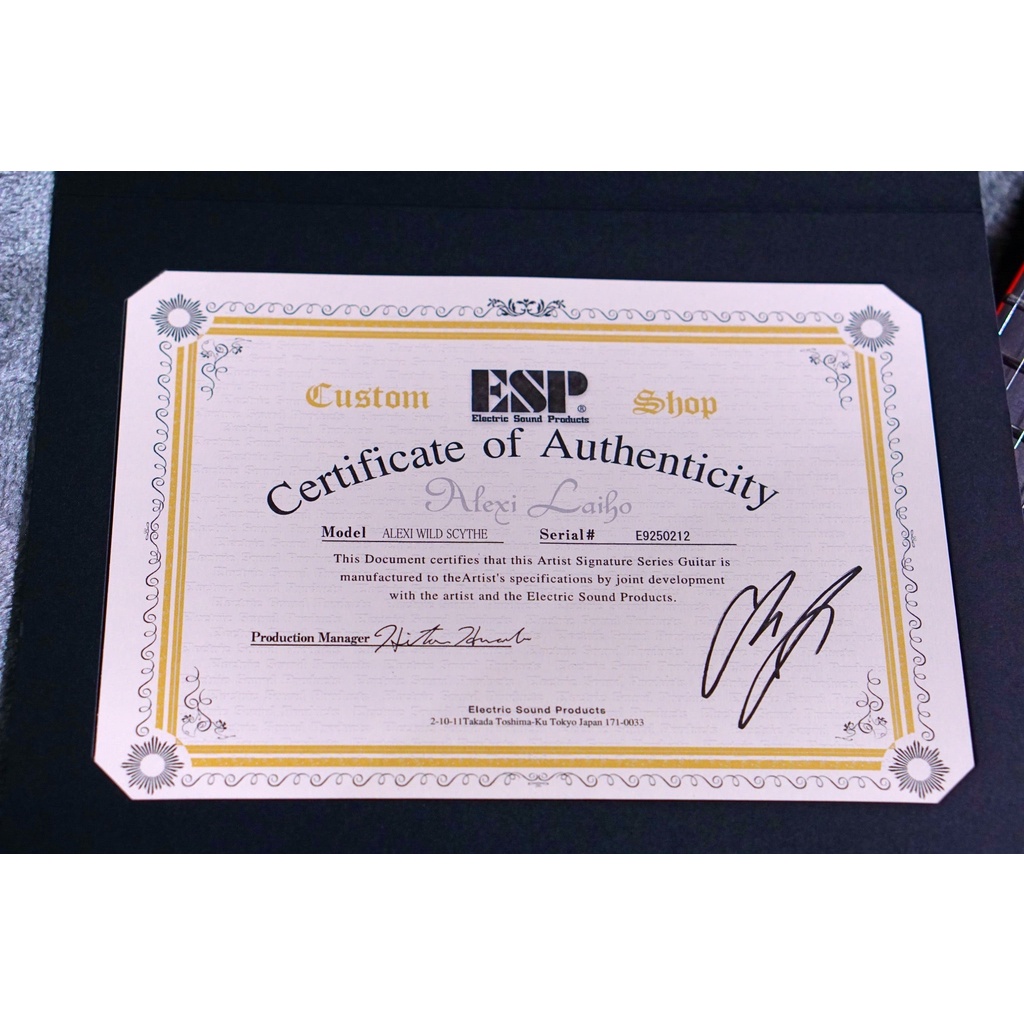 Custom ESP® Shop
Electric Sound Products
Certificate of Authenticity
Alexi Laiho
Model ALEXI WILD SCYTHE Serial# E9250212
This Document certifies that this Artist Signature Series Guitar is
manufactured to theArtist's specifications by joint development
with the artist and the Electric Sound Products.
Production Manager
Electric Sound Products
2-10-11Takada Toshima-Ku Tokyo Japan 171-0033